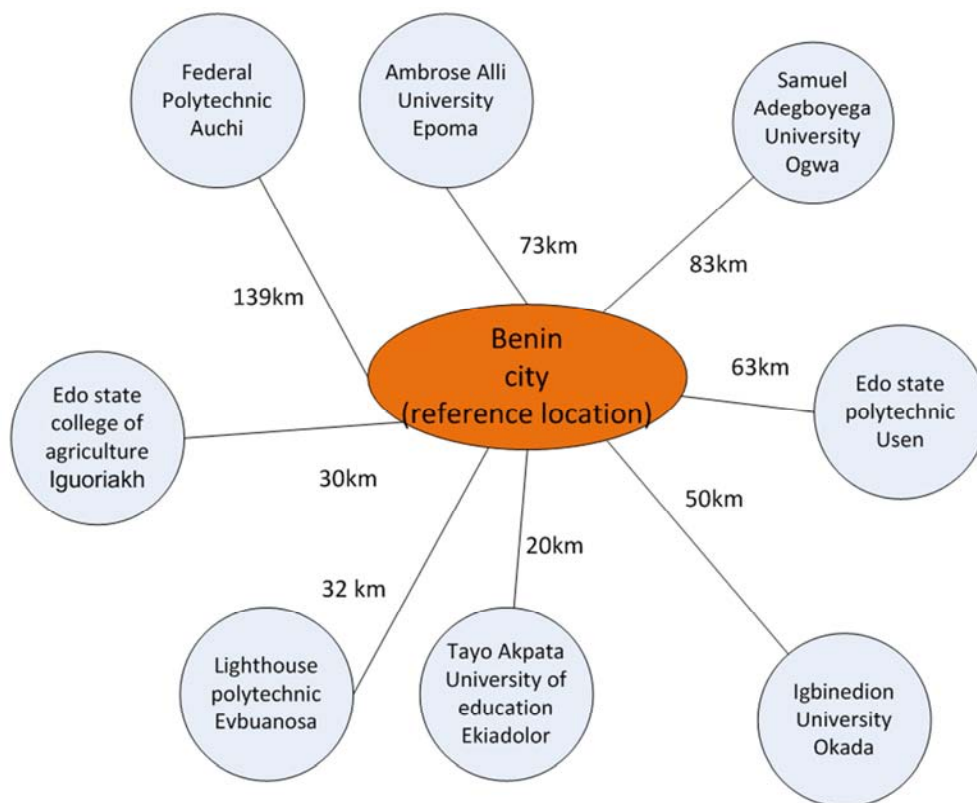 Federal
Polytechnic
Auchi
Ambrose Alli
University
Epoma
Samuel
Adegboyega
University
Ogwa
73km
83km
139km
Benin
city
(reference location)
63km
Edo state
polytechnic
Usen
Edo state
college of
agriculture
Iguoriakh
30km
50km
20km
32 km
Lighthouse
polytechnic
Evbuanosa
Tayo Akpata
University of
education
Ekiadolor
Igbinedion
University
Okada